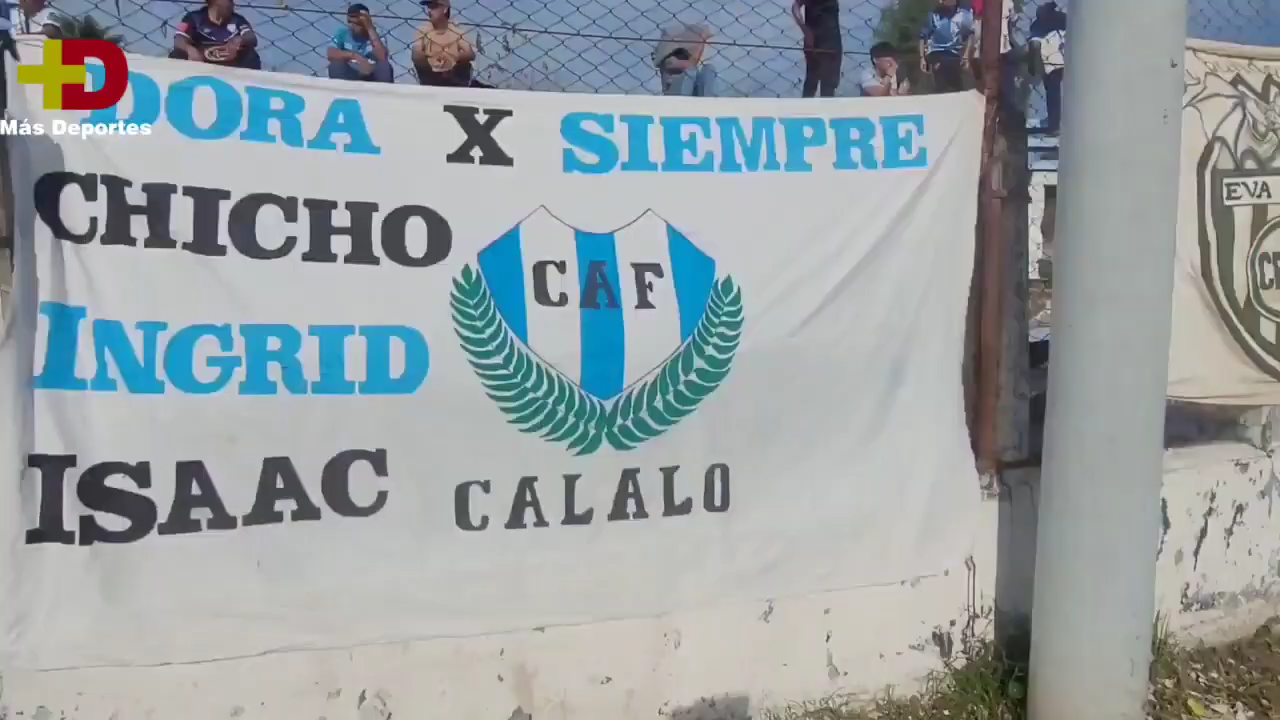 +D
Más Deportes
DORA X SIEMPRE
CHICHO
CAF
INGRID
ISAAC
CALALO
EVA